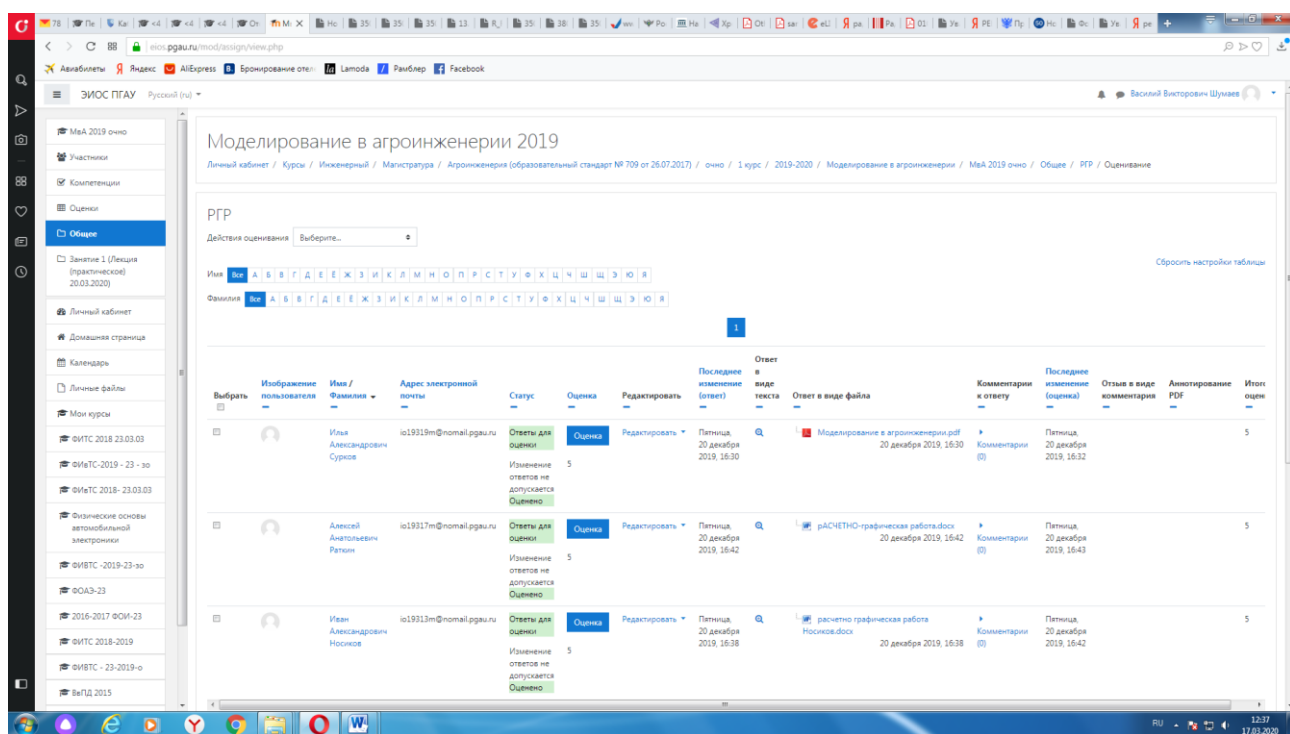 eios.pgau.ru/mod/assign/view.php
Авиабилеты Яндекс AliExpress Бронирование отел Lamoda Рамблер Facebook
ЭИОС ПГАУ Русский (ru)
Василий Викторович Шумаев
МвА 2019 очно
Участники
Компетенции
Оценки
Общее
Занятие 1 (Лекция
(практическое)
20.03.2020)
Личный кабинет
Домашняя страница
Календарь
Личные файлы
Мои курсы
ФИТС 2018 23.03.03
ФИвТС-2019 - 23 - зо
ФИвТС 2018- 23.03.03
Физические основы
автомобильной
электроники
ФИВТС -2019-23-зо
ФОАЭ-23
2016-2017 ФОИ-23
ФИТС 2018-2019
ФИВТС - 23-2019-о
ВвПД 2015
Моделирование в агроинженерии 2019
Личный кабинет / Курсы / Инженерный / Магистратура / Агроинженерия (образовательный стандарт № 709 от 26.07.2017) / очно / 1 курс / 2019-2020 / Моделирование в агроинженерии / МвА 2019 очно / Общее / РГР / Оценивание
РГР
Действия оценивания Выберите...
Сбросить настройки таблицы
Имя Все А Б В Г Д Е Ё Ж З И К Л М Н О П Р С Т У Ф Х Ц Ч Ш Щ Э Ю Я
Фамилия Все А Б В Г Д Е Ё Ж З И К Л М Н О П Р С Т У Ф Х Ц Ч Ш Щ Э Ю Я
1
Выбрать
Изображение
пользователя
Имя /
Фамилия
Адрес электронной
почты
Статус
Оценка
Редактировать
Последнее
изменение
(ответ)
Ответ
в
виде
текста
Ответ в виде файла
Комментарии
к ответу
Последнее
изменение
(оценка)
Отзыв в виде
комментария
Аннотирование
PDF
Итого
оцен
Илья
Александрович
Сурков
io19319m@nomail.pgau.ru
Ответы для
оценки
Изменение
ответов не
допускается
Оценено
Оценка
5
Редактировать
Пятница,
20 декабря
2019, 16:30
Моделирование в агроинженерии.pdf
20 декабря 2019, 16:30
Комментарии
(0)
Пятница,
20 декабря
2019, 16:32
5
Алексей
Анатольевич
Раткин
io19317m@nomail.pgau.ru
Ответы для
оценки
Изменение
ответов не
допускается
Оценено
Оценка
5
Редактировать
Пятница,
20 декабря
2019, 16:42
рАСЧЕТНО-графическая работа.docx
20 декабря 2019, 16:42
Комментарии
(0)
Пятница,
20 декабря
2019, 16:43
5
Иван
Александрович
Носиков
io19313m@nomail.pgau.ru
Ответы для
оценки
Изменение
ответов не
допускается
Оценено
Оценка
5
Редактировать
Пятница,
20 декабря
2019, 16:38
расчетно графическая работа
Носиков.docx
20 декабря 2019, 16:38
Комментарии
(0)
Пятница,
20 декабря
2019, 16:42
5
RU
12:37
17.03.2020